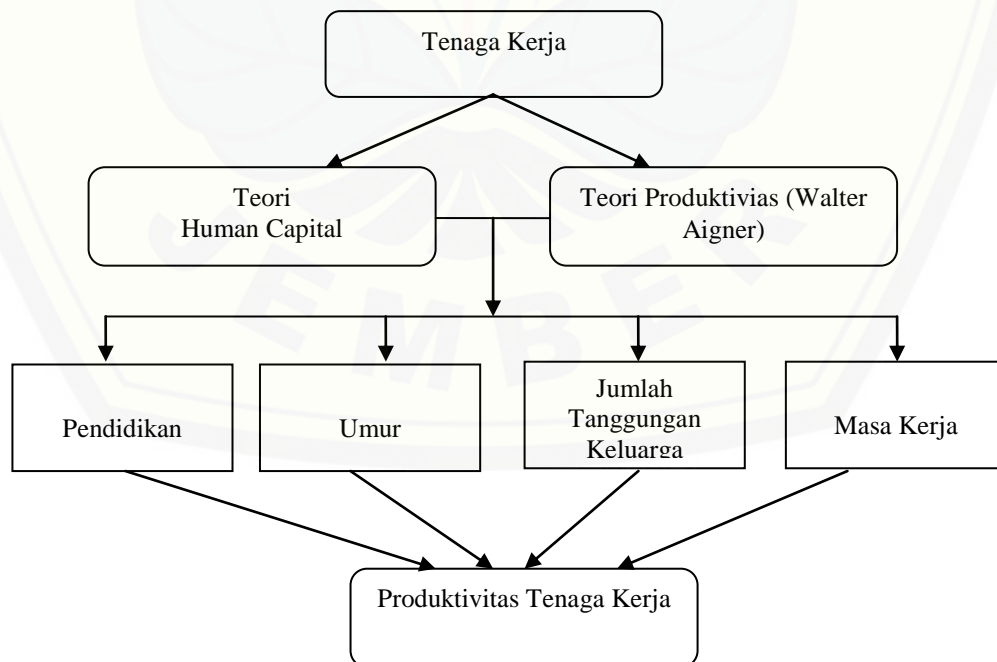 Tenaga Kerja
Teori
Human Capital
Teori Produktivias (Walter
Aigner)
JEMBER
Pendidikan
Umur
Jumlah
Tanggungan
Keluarga
Masa Kerja
Produktivitas Tenaga Kerja